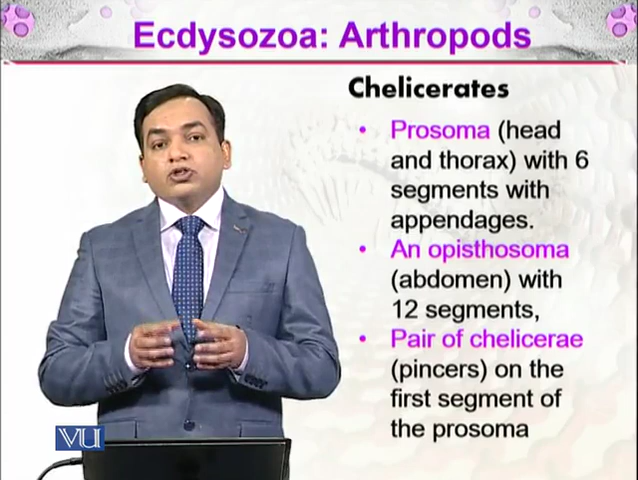 Ecdysozoa: Arthropods
Chelicerates
• Prosoma (head
and thorax) with 6
segments with
appendages.
• An opisthosoma
(abdomen) with
12 segments,
• Pair of chelicerae
(pincers) on the
first segment of
the prosoma
VU